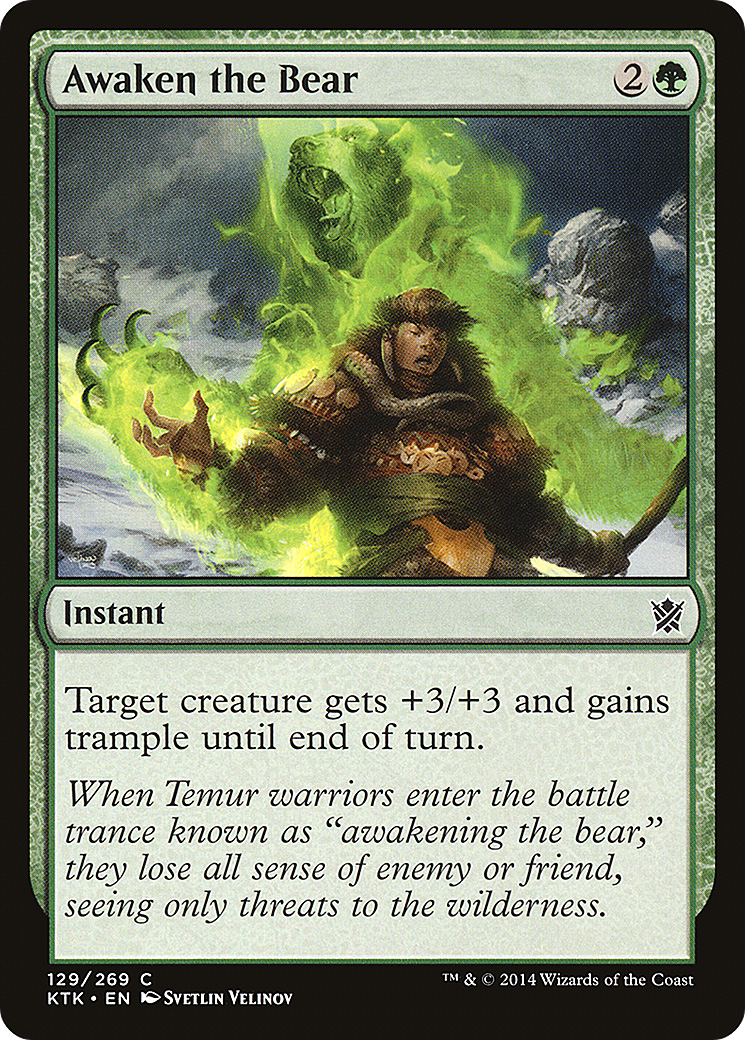 Awaken the Bear 2
Instant
Target creature gets +3/+3 and gains
trample until end of turn.
When Temur warriors enter the battle
trance known as “awakening the bear,”
they lose all sense of enemy or friend,
seeing only threats to the wilderness.
129/269 C
KTK • EN Svetlin Velinov
™ & © 2014 Wizards of the Coast